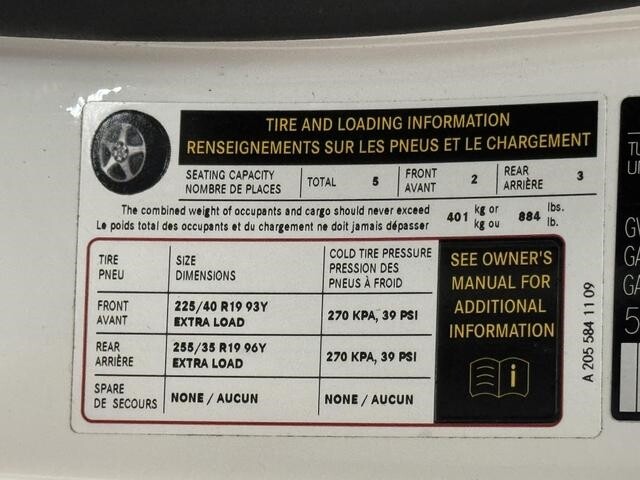 TIRE AND LOADING INFORMATION
RENSEIGNEMENTS SUR LES PNEUS ET LE CHARGEMENT
SEATING CAPACITY
NOMBRE DE PLACES
TOTAL 5
FRONT
AVANT
2
REAR
ARRIÈRE
3
The combined weight of occupants and cargo should never exceed
Le poids total des occupants et du chargement ne doit jamais dépasser
401 kg or
kg ou
884 lbs.
lb.
TIRE
PNEU
SIZE
DIMENSIONS
COLD TIRE PRESSURE
PRESSION DES
PNEUS À FROID
FRONT
AVANT
225/40 R19 93Y
EXTRA LOAD
270 KPA, 39 PSI
REAR
ARRIÈRE
255/35 R19 96Y
EXTRA LOAD
270 KPA, 39 PSI
SPARE
DE SECOURS
NONE / AUCUN
NONE / AUCUN
SEE OWNER'S
MANUAL FOR
ADDITIONAL
INFORMATION
i
A 205 584 11 09